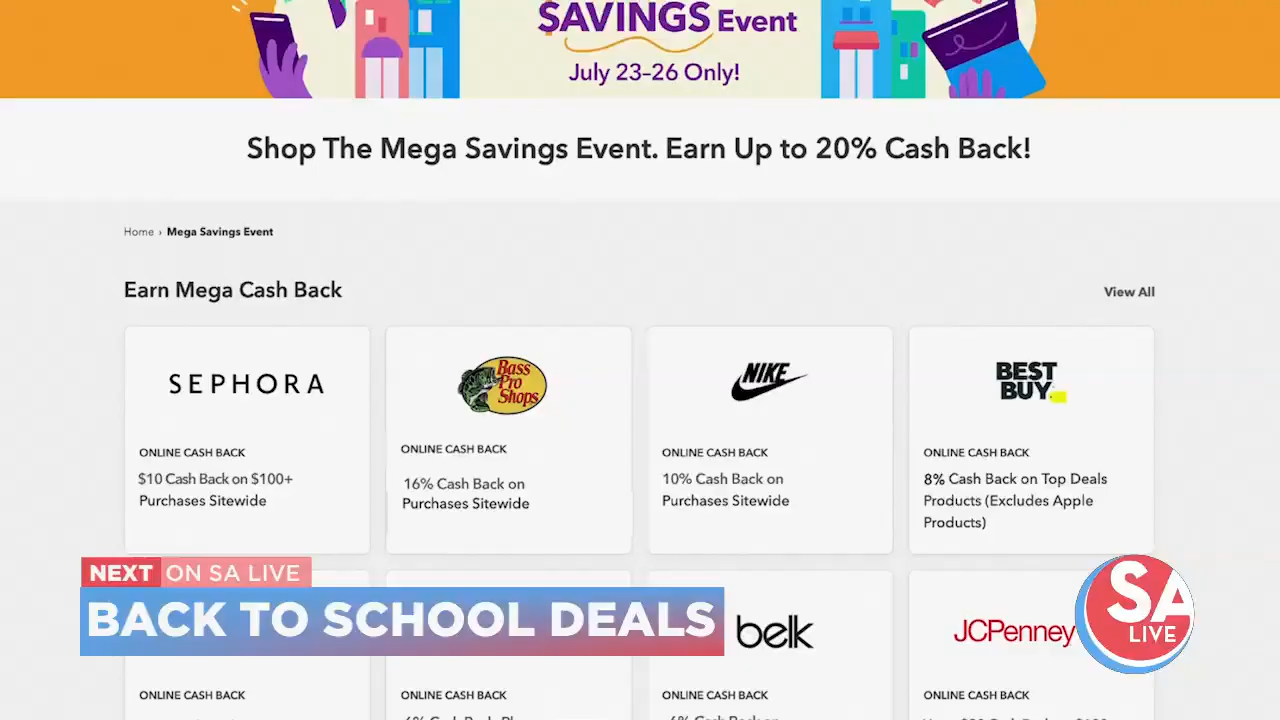 SAVINGS Event
July 23–26 Only!
Shop The Mega Savings Event. Earn Up to 20% Cash Back!
Home › Mega Savings Event
Earn Mega Cash Back
View All
SEPHORA
ONLINE CASH BACK
$10 Cash Back on $100+
Purchases Sitewide
Bass
Pro
Shops
ONLINE CASH BACK
16% Cash Back on
Purchases Sitewide
NIKE
ONLINE CASH BACK
10% Cash Back on
Purchases Sitewide
BEST
BUY
ONLINE CASH BACK
8% Cash Back on Top Deals
Products (Excludes Apple
Products)
NEXT ON SA LIVE
BACK TO SCHOOL DEALS
belk
JCPenney
SA
LIVE
ONLINE CASH BACK
ONLINE CASH BACK
ONLINE CASH BACK
ONLINE CASH BACK